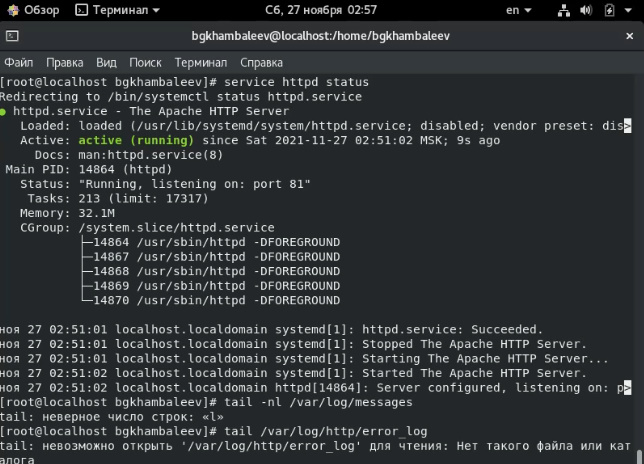 Обзор Терминал Сб, 27 ноября 02:57 en
bgkhambaleev@localhost:/home/bgkhambaleev ×
Файл Правка Вид Поиск Терминал Справка
[root@localhost bgkhambaleev]# service httpd status
Redirecting to /bin/systemctl status httpd.service
● httpd.service - The Apache HTTP Server
Loaded: loaded (/usr/lib/systemd/system/httpd.service; disabled; vendor preset: dis>
Active: active (running) since Sat 2021-11-27 02:51:02 MSK; 9s ago
Docs: man:httpd.service(8)
Main PID: 14864 (httpd)
Status: "Running, listening on: port 81"
Tasks: 213 (limit: 17317)
Memory: 32.1M
CGroup: /system.slice/httpd.service
├─14864 /usr/sbin/httpd -DFOREGROUND
├─14867 /usr/sbin/httpd -DFOREGROUND
├─14868 /usr/sbin/httpd -DFOREGROUND
├─14869 /usr/sbin/httpd -DFOREGROUND
└─14870 /usr/sbin/httpd -DFOREGROUND
ноя 27 02:51:01 localhost.localdomain systemd[1]: httpd.service: Succeeded.
ноя 27 02:51:01 localhost.localdomain systemd[1]: Stopped The Apache HTTP Server.
ноя 27 02:51:01 localhost.localdomain systemd[1]: Starting The Apache HTTP Server...
ноя 27 02:51:02 localhost.localdomain systemd[1]: Started The Apache HTTP Server.
ноя 27 02:51:02 localhost.localdomain httpd[14864]: Server configured, listening on: p>
[root@localhost bgkhambaleev]# tail -nl /var/log/messages
tail: неверное число строк: «l»
[root@localhost bgkhambaleev]# tail /var/log/http/error_log
tail: невозможно открыть '/var/log/http/error_log' для чтения: Нет такого файла или кат
алога